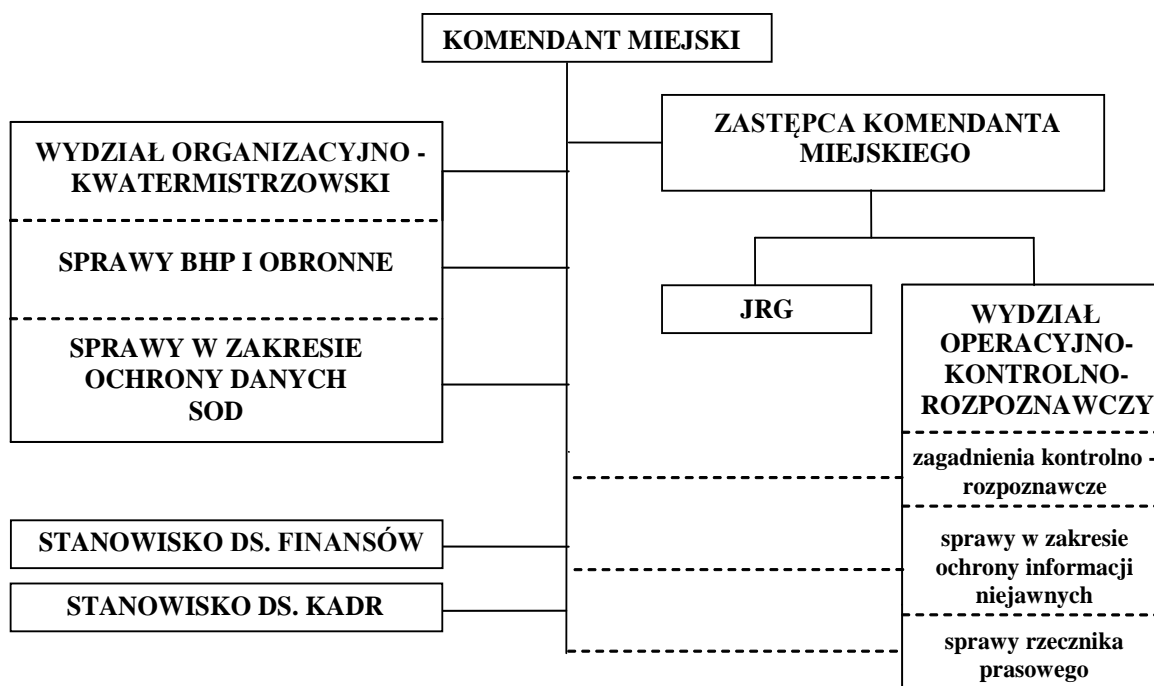 KOMENDANT MIEJSKI
ZASTĘPCA KOMENDANTA
MIEJSKIEGO
WYDZIAŁ ORGANIZACYJNO -
KWATERMISTRZOWSKI
SPRAWY BHP I OBRONNE
SPRAWY W ZAKRESIE
OCHRONY DANYCH
SOD
JRG
WYDZIAŁ
OPERACYJNO-
KONTROLNO-
ROZPOZNAWCZY
zagadnienia kontrolno -
rozpoznawcze
sprawy w zakresie
ochrony informacji
niejawnych
sprawy rzecznika
prasowego
STANOWISKO DS. FINANSÓW
STANOWISKO DS. KADR